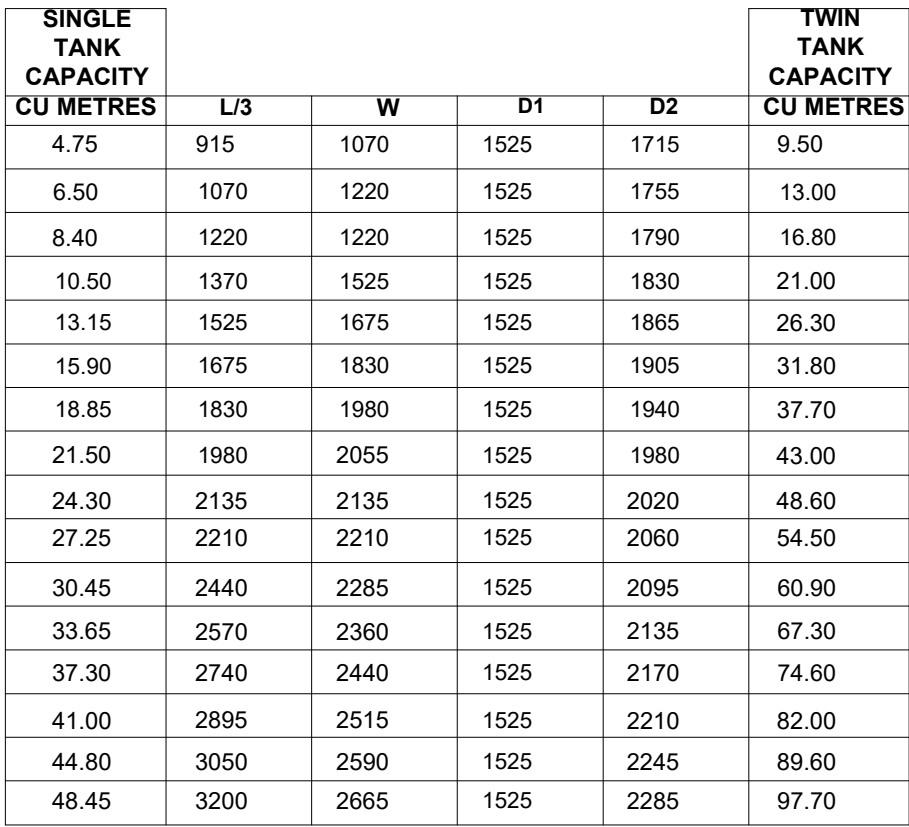 SINGLE TWIN
TANK TANK
CAPACITY CAPACITY
CU METRES L/3 W D1 D2 CU METRES
4.75 915 1070 1525 1715 9.50
6.50 1070 1220 1525 1755 13.00
8.40 1220 1220 1525 1790 16.80
10.50 1370 1525 1525 1830 21.00
13.15 1525 1675 1525 1865 26.30
15.90 1675 1830 1525 1905 31.80
18.85 1830 1980 1525 1940 37.70
21.50 1980 2055 1525 1980 43.00
24.30 2135 2135 1525 2020 48.60
27.25 2210 2210 1525 2060 54.50
30.45 2440 2285 1525 2095 60.90
33.65 2570 2360 1525 2135 67.30
37.30 2740 2440 1525 2170 74.60
41.00 2895 2515 1525 2210 82.00
44.80 3050 2590 1525 2245 89.60
48.45 3200 2665 1525 2285 97.70